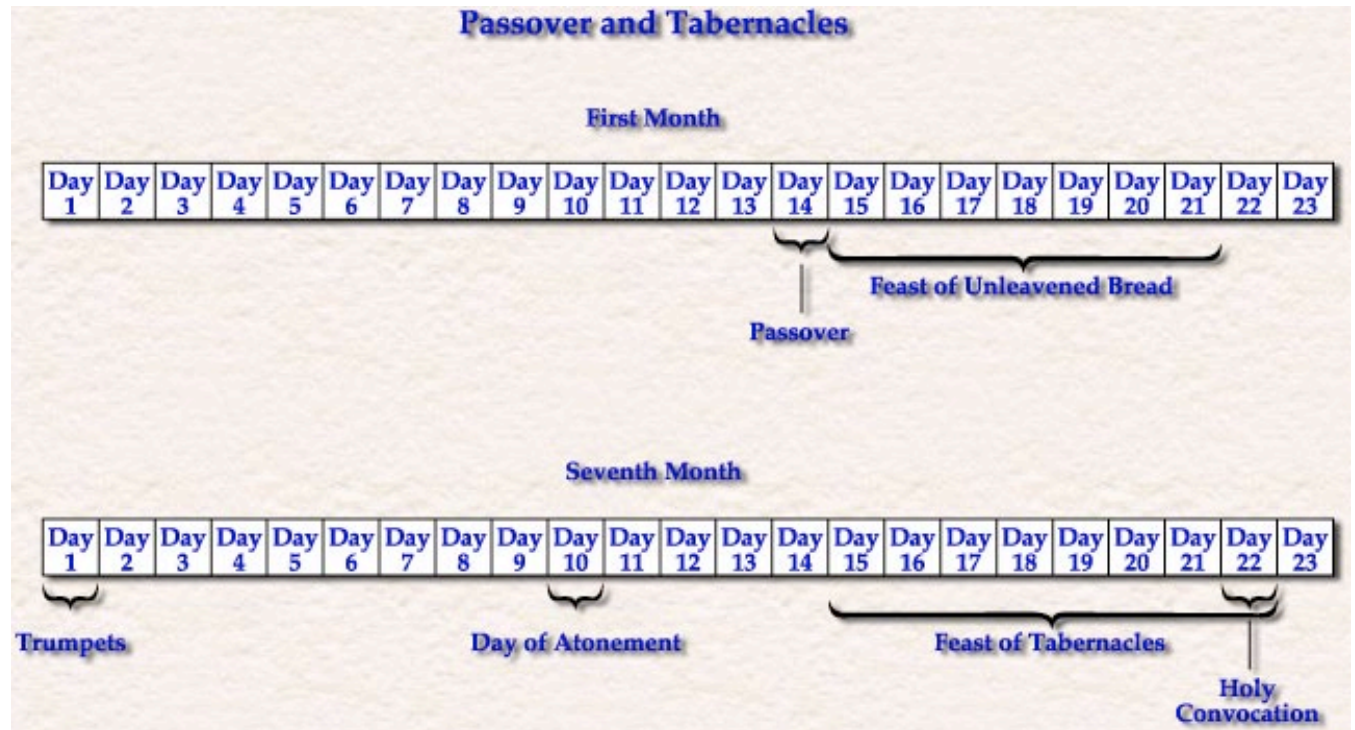 Passover and Tabernacles
First Month
Day Day Day Day Day Day Day Day Day Day Day Day Day Day Day Day Day Day Day Day Day Day Day
1 2 3 4 5 6 7 8 9 10 11 12 13 14 15 16 17 18 19 20 21 22 23
Feast of Unleavened Bread
Passover
Seventh Month
Day Day Day Day Day Day Day Day Day Day Day Day Day Day Day Day Day Day Day Day Day Day Day
1 2 3 4 5 6 7 8 9 10 11 12 13 14 15 16 17 18 19 20 21 22 23
Trumpets Day of Atonement Feast of Tabernacles
Holy
Convocation